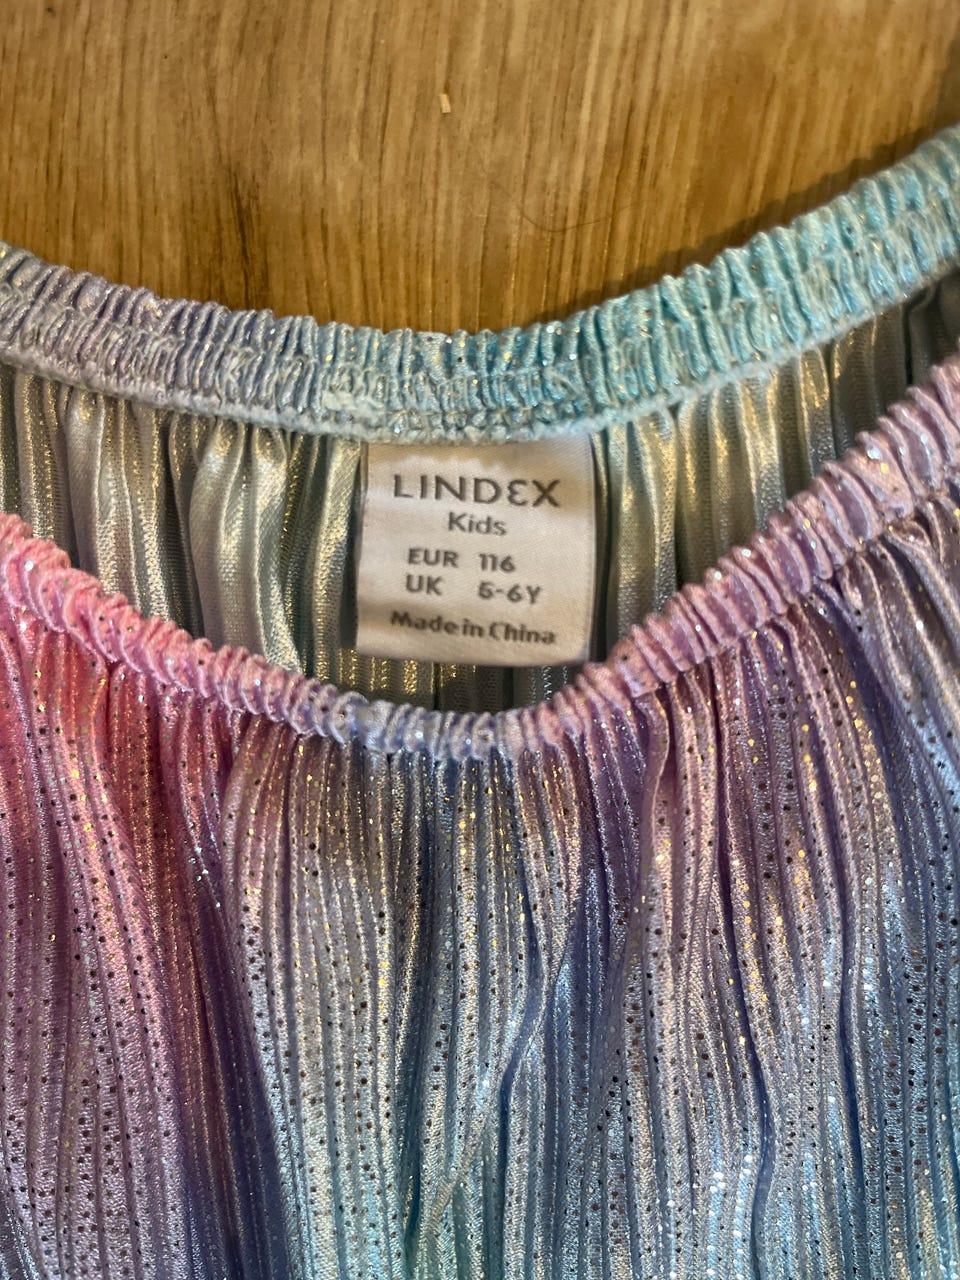 LINDEX
Kids
EUR 116
UK 5-6Y
Made in China